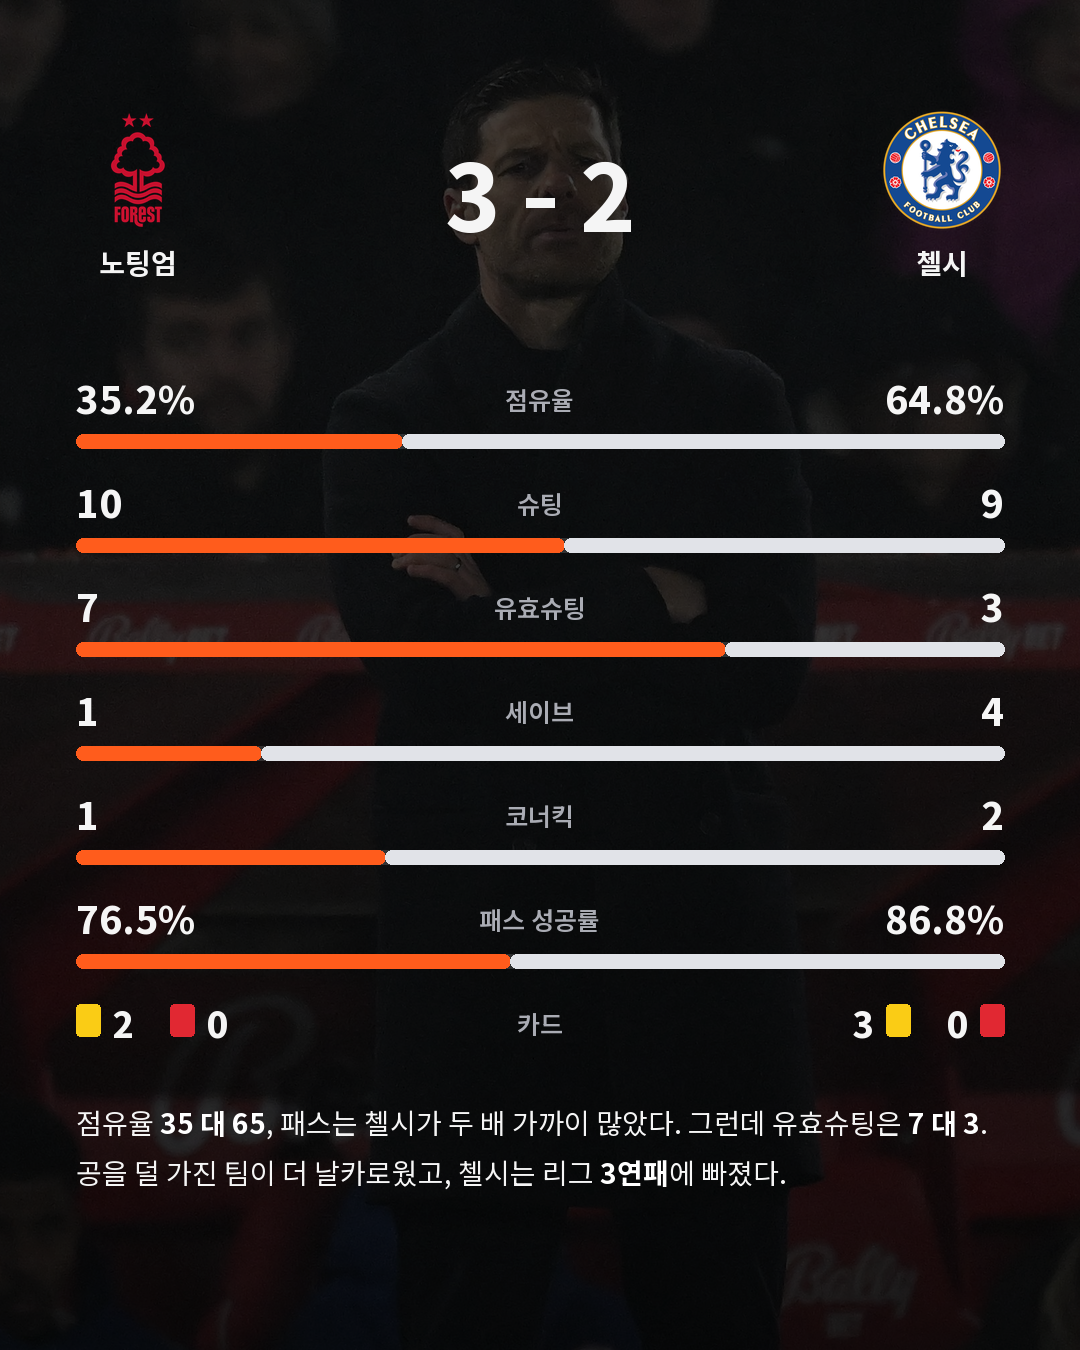 FOREST
CHELSEA
FOOTBALL CLUB
3 - 2
노팅엄
첼시
35.2% 점유율 64.8%
10 슈팅 9
7 유효슈팅 3
1 세이브 4
1 코너킥 2
76.5% 패스 성공률 86.8%
2 0 카드 3 0
점유율 35 대 65, 패스는 첼시가 두 배 가까이 많았다. 그런데 유효슈팅은 7 대 3.
공을 덜 가진 팀이 더 날카로웠고, 첼시는 리그 3연패에 빠졌다.
Bally
BET